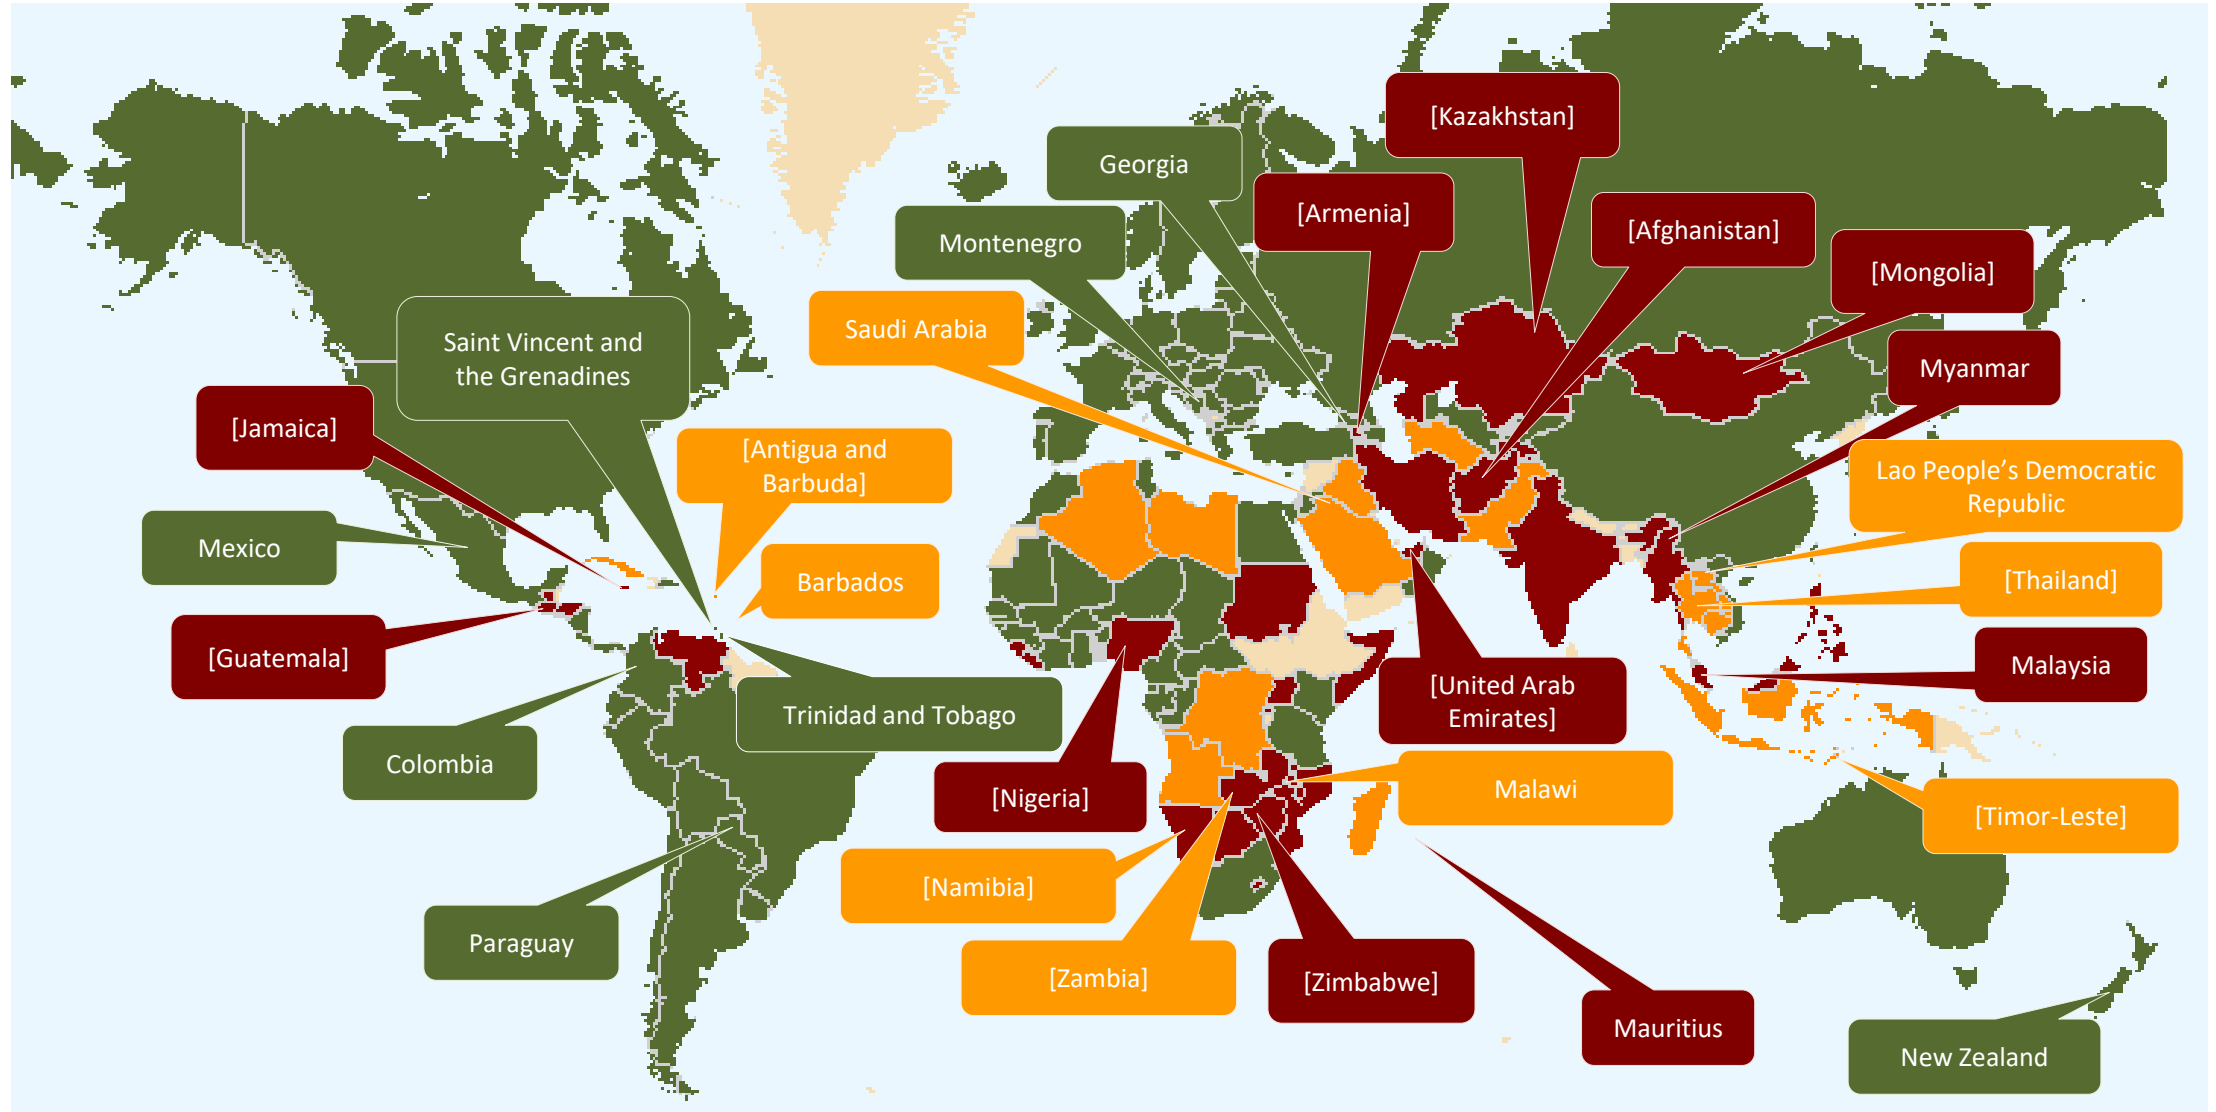 [Kazakhstan]
Georgia
[Armenia]
[Afghanistan]
Montenegro
[Mongolia]
Saudi Arabia
Saint Vincent and
the Grenadines
Myanmar
[Jamaica]
[Antigua and
Barbuda]
Lao People’s Democratic
Republic
Mexico
Barbados
[Thailand]
[Guatemala]
Malaysia
[United Arab
Emirates]
Trinidad and Tobago
Colombia
[Nigeria]
Malawi
[Timor-Leste]
[Namibia]
Paraguay
[Zambia]
[Zimbabwe]
Mauritius
New Zealand